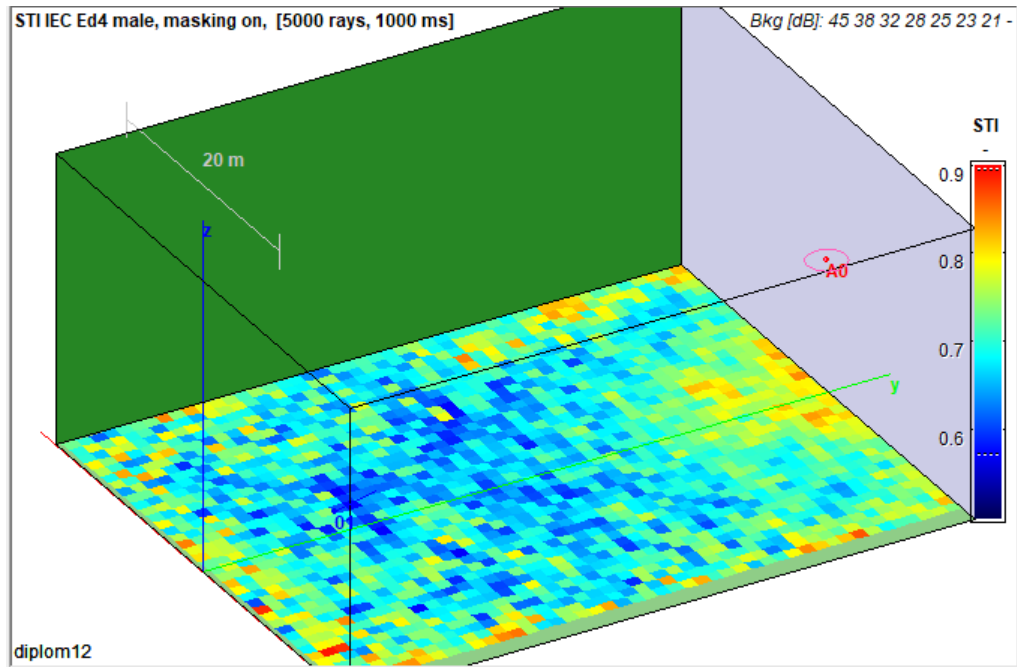 STI IEC Ed4 male, masking on, [5000 rays, 1000 ms]
Bkg [dB]: 45 38 32 28 25 23 21 -
STI
-
20 m
0.9
z
0.8
A0
0.7
y
0.6
01
diplom12